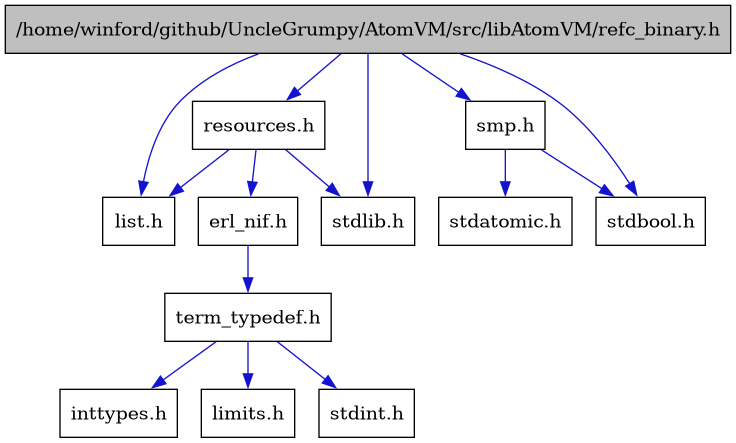 /home/winford/github/UncleGrumpy/AtomVM/src/libAtomVM/refc_binary.h
resources.h
smp.h
list.h
erl_nif.h
stdlib.h
stdatomic.h
stdbool.h
term_typedef.h
inttypes.h
limits.h
stdint.h